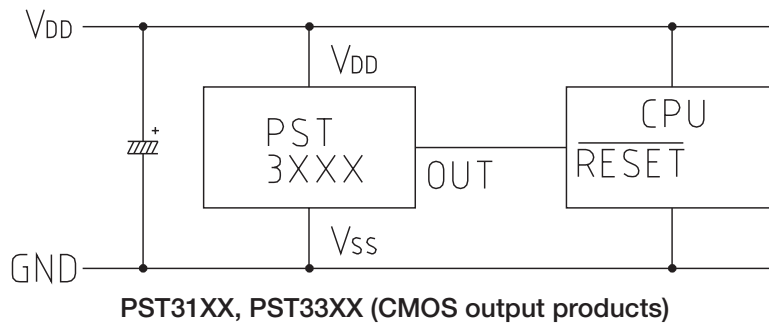 VDD
VDD
+
PST
3XXX
OUT
CPU
RESET
VSS
GND
PST31XX, PST33XX (CMOS output products)